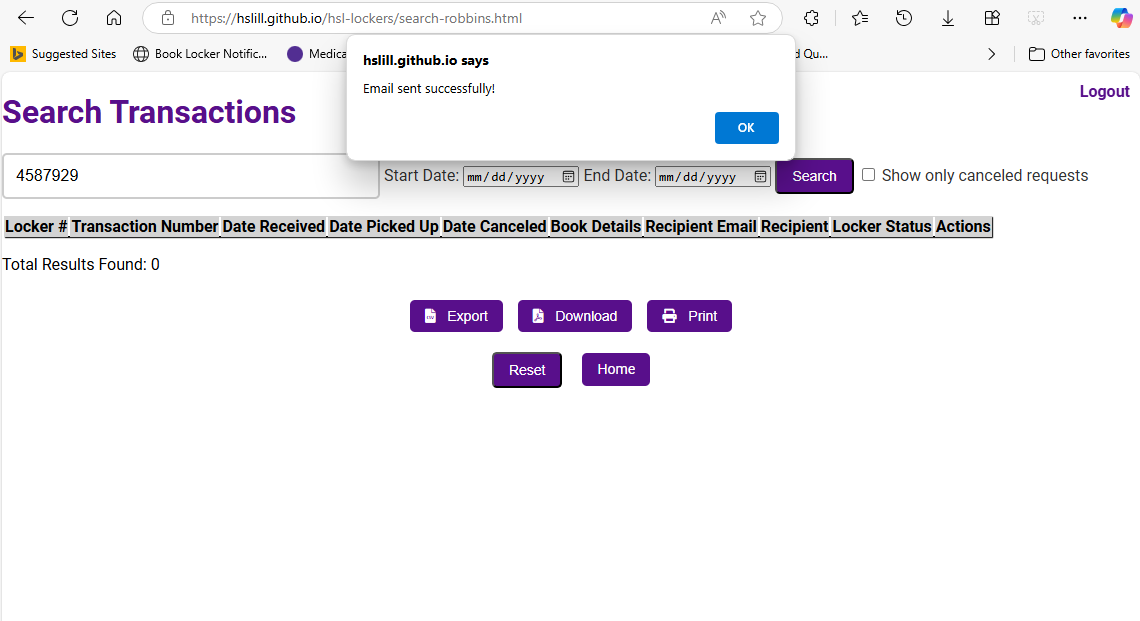 https://hslill.github.io/hsl-lockers/search-robbins.html
Suggested Sites Book Locker Notific... Medica d Qu... Other favorites
hslill.github.io says
Email sent successfully!
OK
Logout
Search Transactions
4587929 Start Date: mm/dd/yyyy End Date: mm/dd/yyyy Search Show only canceled requests
Locker # Transaction Number Date Received Date Picked Up Date Canceled Book Details Recipient Email Recipient Locker Status Actions
Total Results Found: 0
Export Download Print
Reset Home